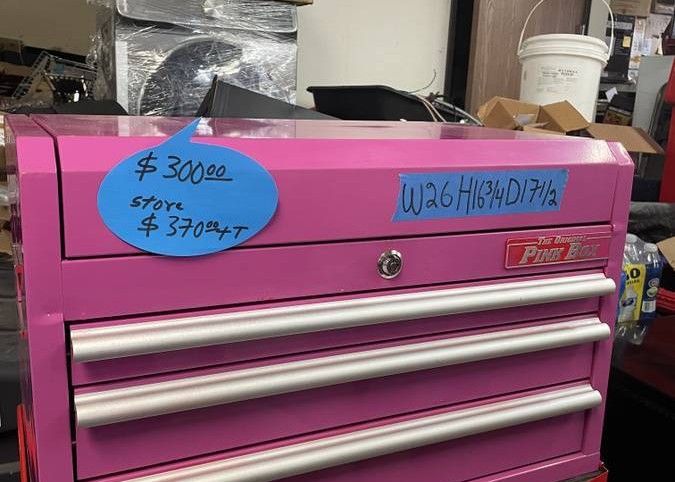 $ 300.00
store
$ 370.00 + T
W26 H16 3/4 D17 1/2
THE ORIGINAL
PINK BOX